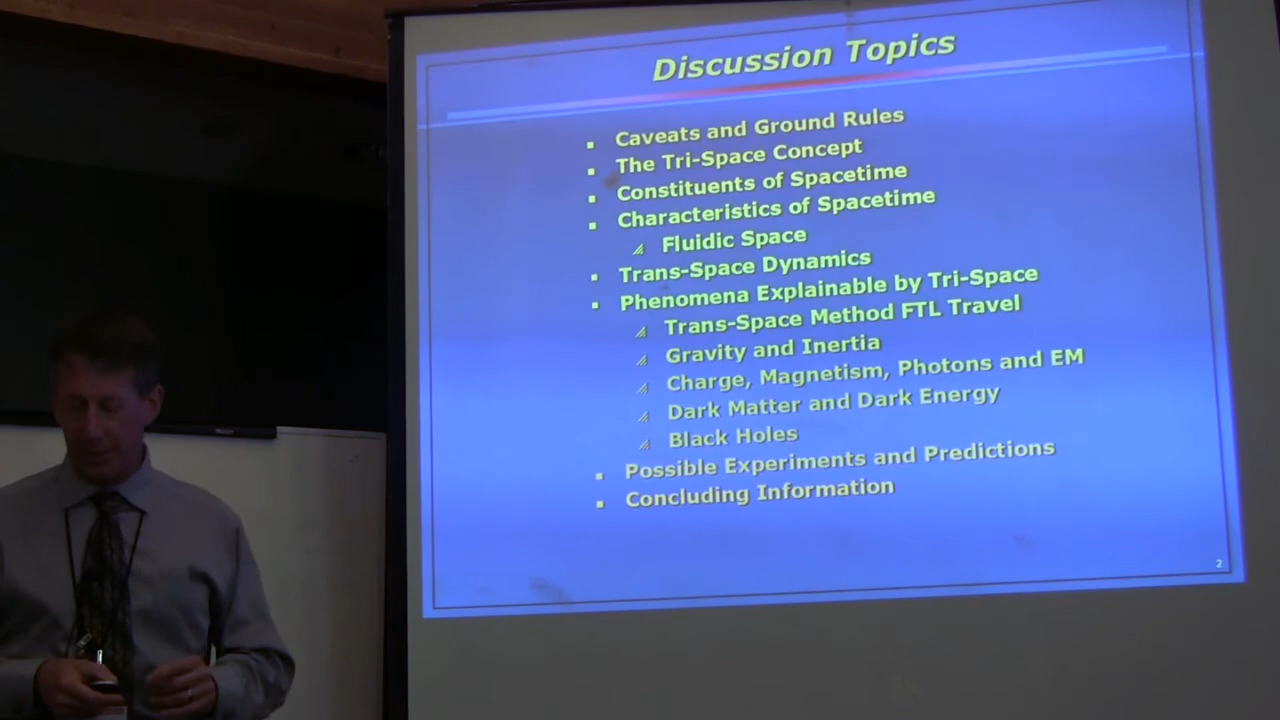 Discussion Topics
▪ Caveats and Ground Rules
▪ The Tri-Space Concept
▪ Constituents of Spacetime
▪ Characteristics of Spacetime
Fluidic Space
▪ Trans-Space Dynamics
▪ Phenomena Explainable by Tri-Space
Trans-Space Method FTL Travel
Gravity and Inertia
Charge, Magnetism, Photons and EM
Dark Matter and Dark Energy
Black Holes
▪ Possible Experiments and Predictions
▪ Concluding Information
2